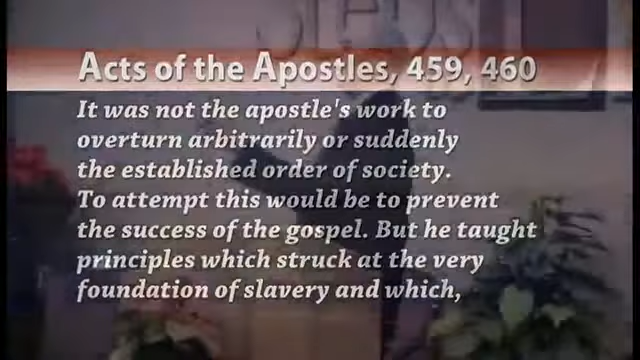 Acts of the Apostles, 459, 460
It was not the apostle's work to
overturn arbitrarily or suddenly
the established order of society.
To attempt this would be to prevent
the success of the gospel. But he taught
principles which struck at the very
foundation of slavery and which,